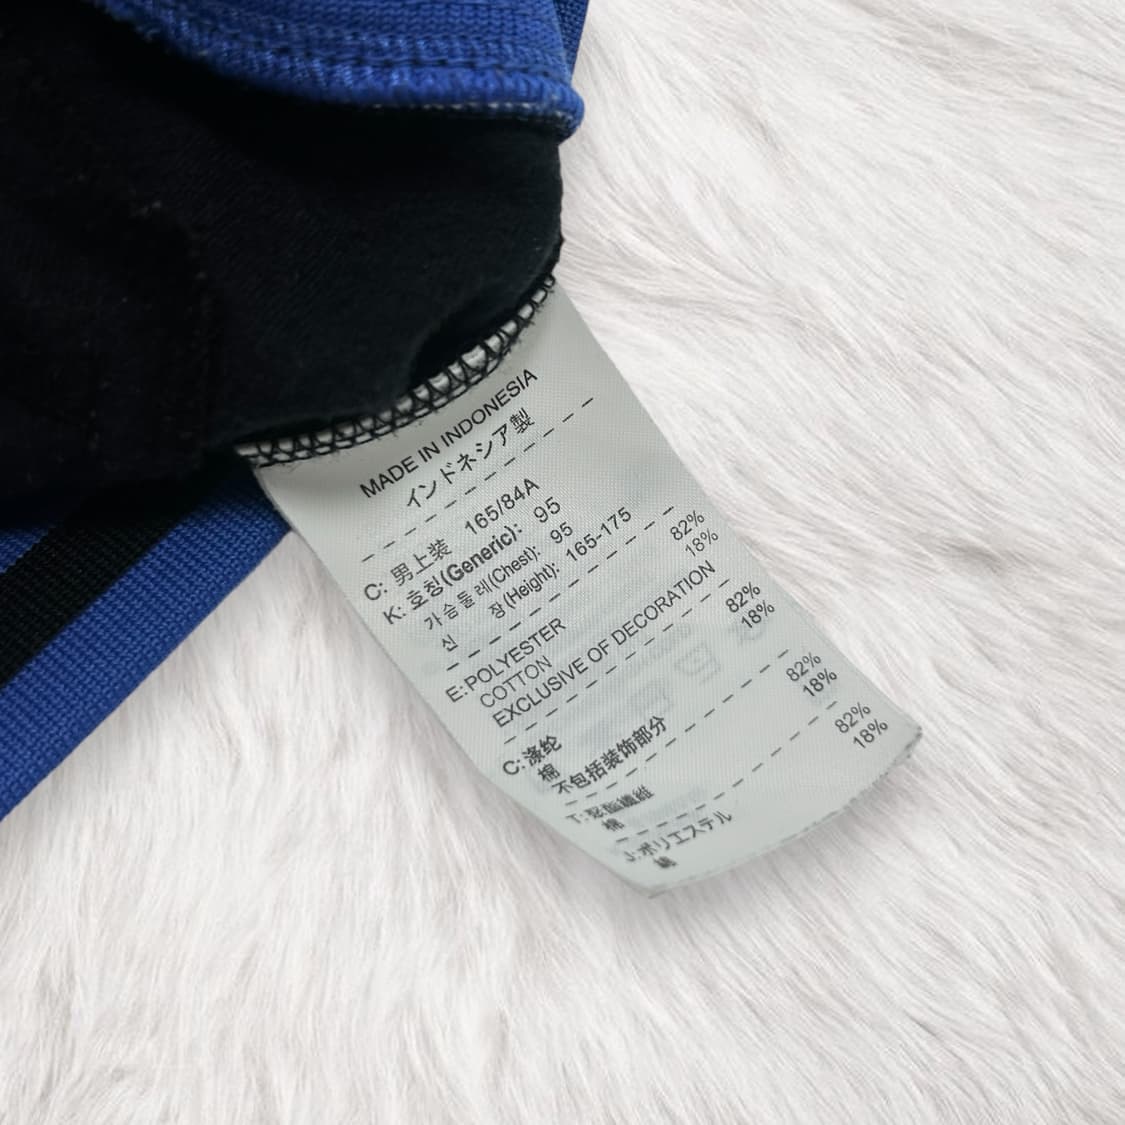 MADE IN INDONESIA
インドネシア製
C: 男上装 165/84A
K: 호칭(Generic): 95
가슴둘레(Chest): 95
신 장(Height): 165-175
E: POLYESTER 82%
COTTON 18%
EXCLUSIVE OF DECORATION
C: 涤纶 82%
棉 18%
不包括装饰部分
T: 聚酯纖維 82%
棉 18%
J: ポリエステル 82%
綿 18%